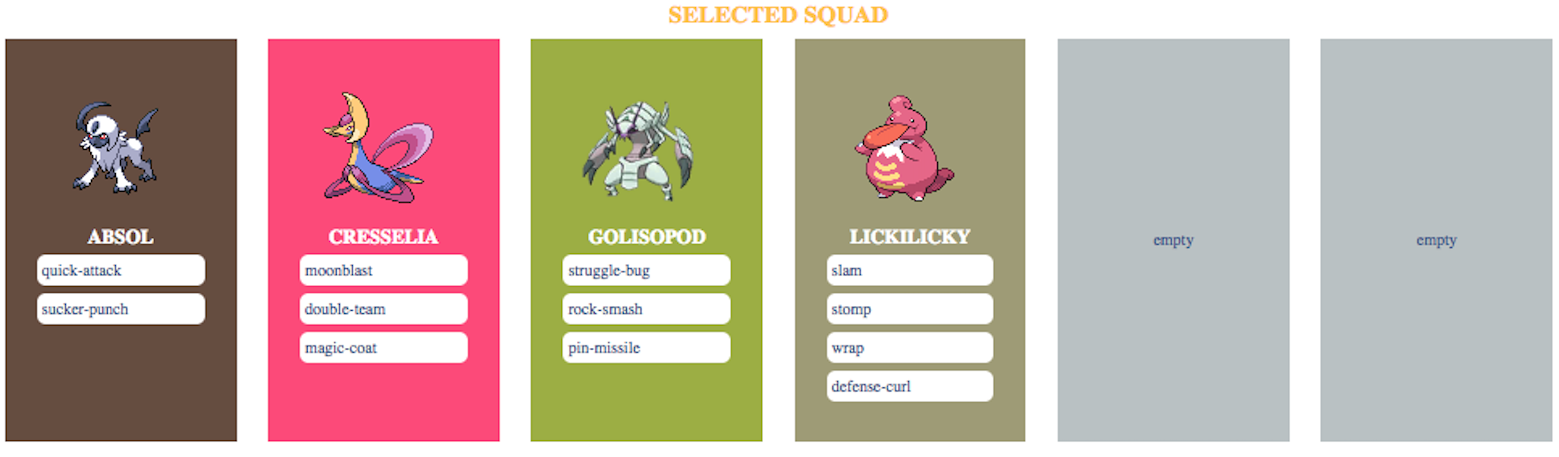 SELECTED SQUAD
ABSOL
quick-attack
sucker-punch
CRESSELIA
moonblast
double-team
magic-coat
GOLISOPOD
struggle-bug
rock-smash
pin-missile
LICKILICKY
slam
stomp
wrap
defense-curl
empty
empty